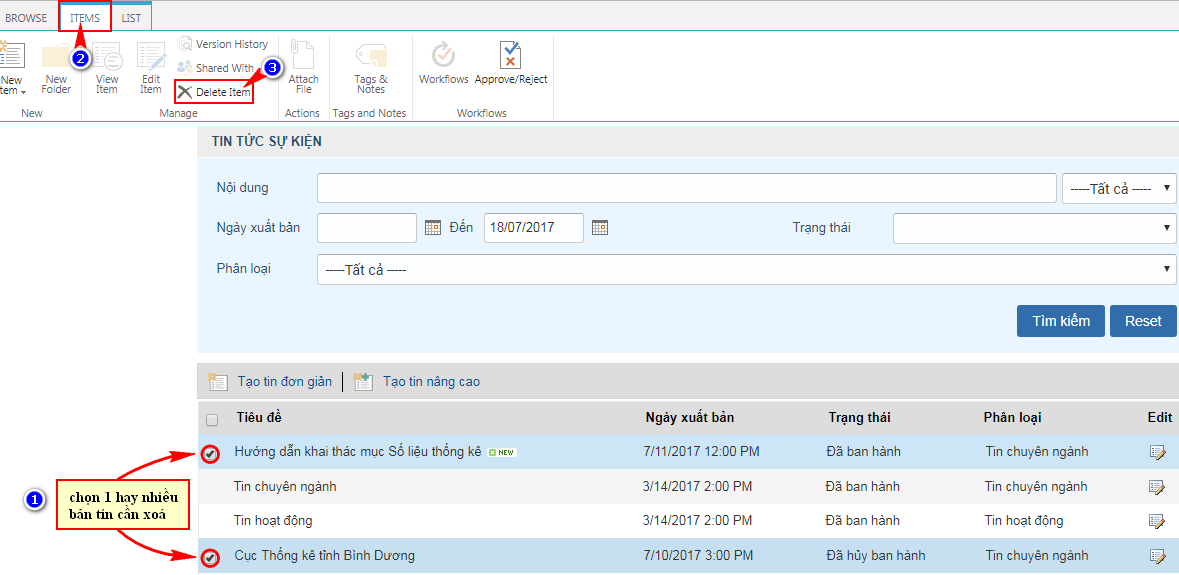 BROWSE ITEMS LIST
New Item
New Folder
View Item
Edit Item
Version History
Shared With
Delete Item
Attach File
Tags & Notes
Workflows
Approve/Reject
New
Manage
Actions
Tags and Notes
Workflows
2
3
TIN TỨC SỰ KIỆN
Nội dung -----Tất cả -----
Ngày xuất bản Đến 18/07/2017 Trạng thái
Phân loại -----Tất cả -----
Tìm kiếm Reset
Tạo tin đơn giản Tạo tin nâng cao
Tiêu đề Ngày xuất bản Trạng thái Phân loại Edit
Hướng dẫn khai thác mục Số liệu thống kê NEW 7/11/2017 12:00 PM Đã ban hành Tin chuyên ngành
Tin chuyên ngành 3/14/2017 2:00 PM Đã ban hành Tin chuyên ngành
Tin hoạt động 3/14/2017 2:00 PM Đã ban hành Tin hoạt động
Cục Thống kê tỉnh Bình Dương 7/10/2017 3:00 PM Đã hủy ban hành Tin chuyên ngành
1
chọn 1 hay nhiều
bản tin cần xoá